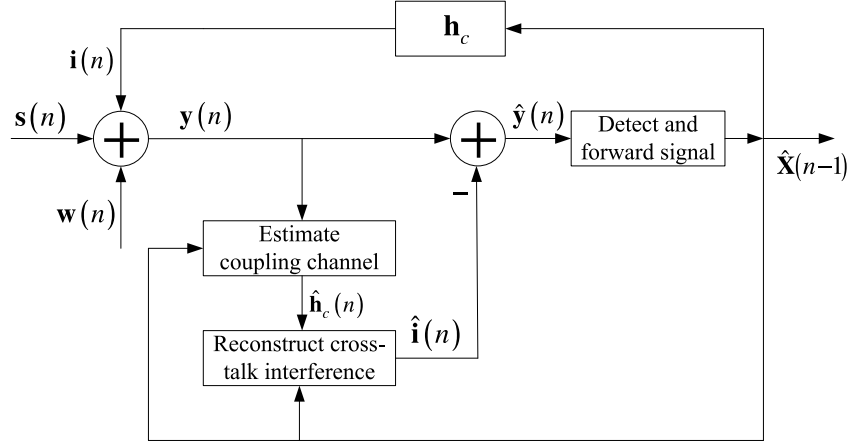 𝐡_c
𝐢(n)
𝐬(n)
𝐲(n)
𝐲̂(n)
Detect and
forward signal
𝐗̂(n−1)
−
𝐰(n)
Estimate
coupling channel
𝐡̂_c(n)
Reconstruct cross-
talk interference
𝐢̂(n)